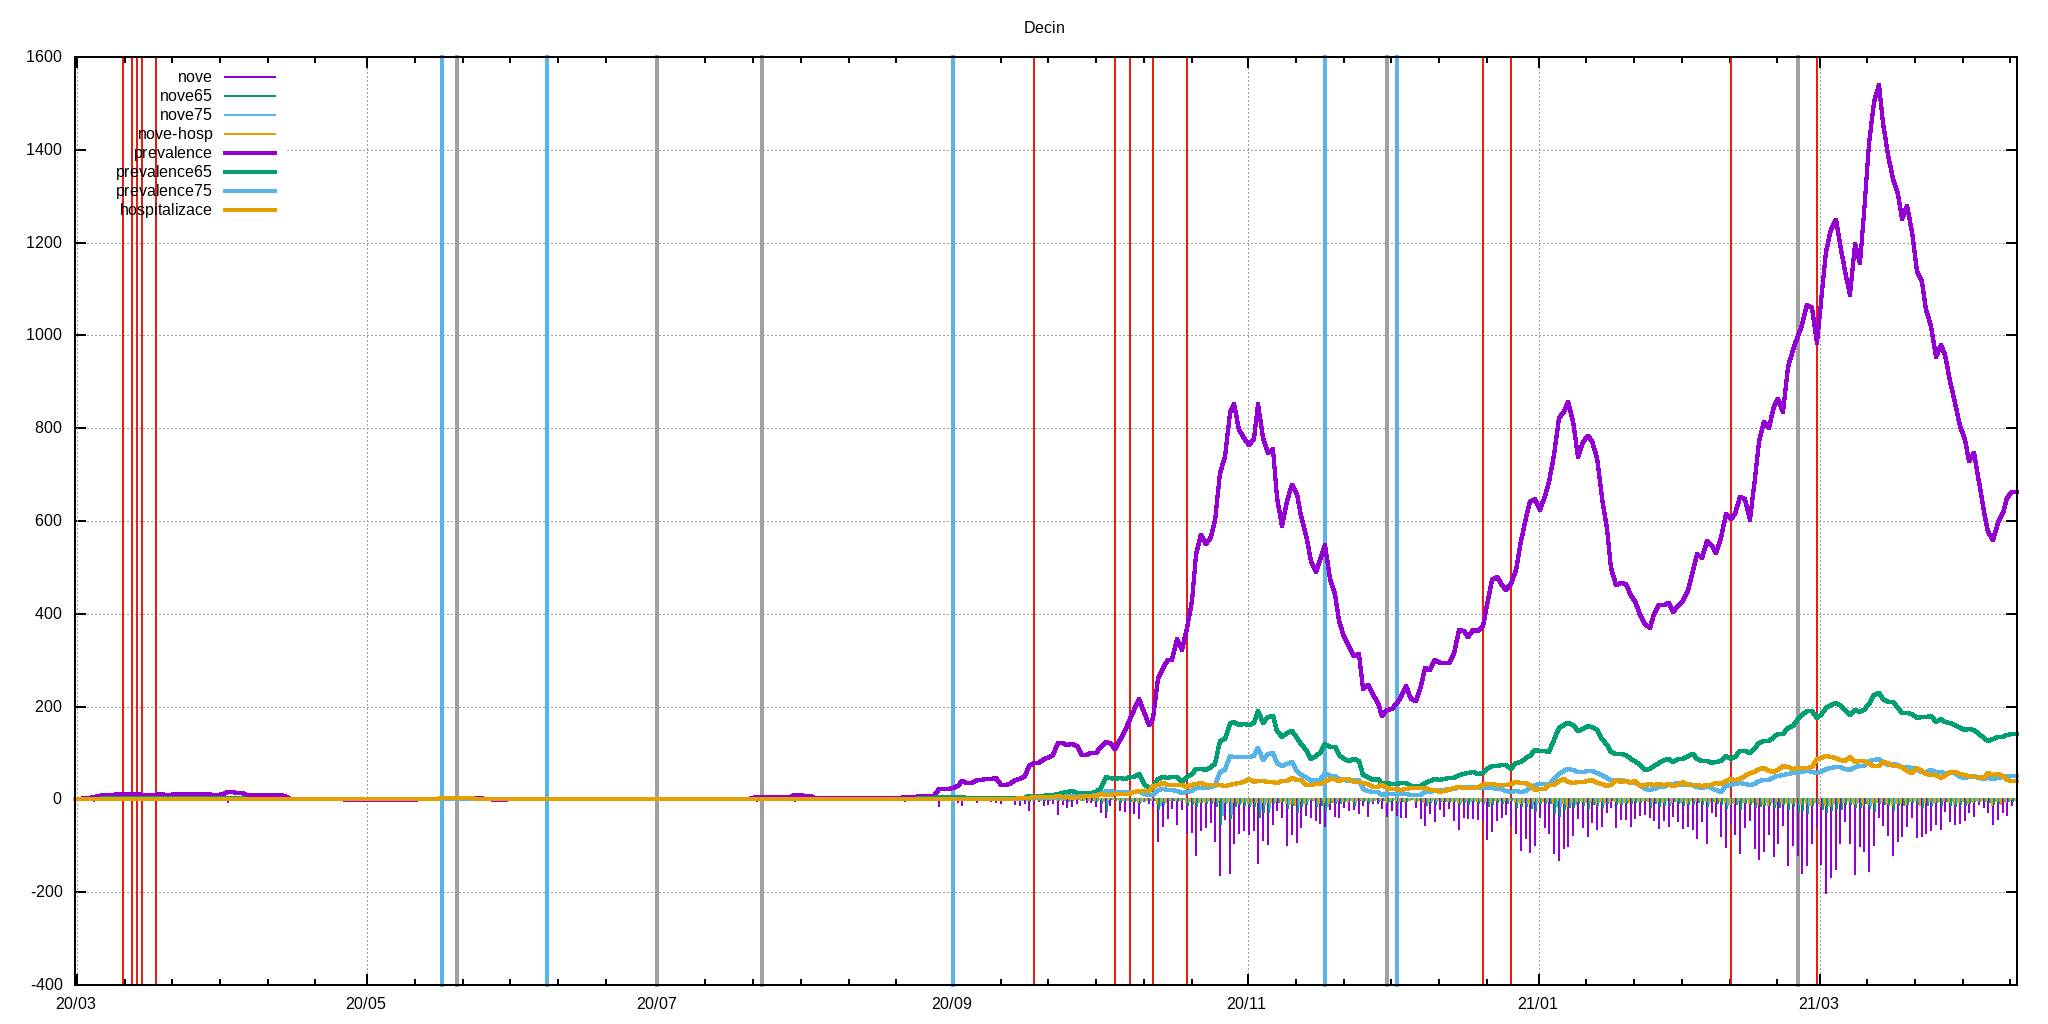 Decin
1600
1400
1200
1000
800
600
400
200
0
-200
-400
nove
nove65
nove75
nove-hosp
prevalence
prevalence65
prevalence75
hospitalizace
20/03 20/05 20/07 20/09 20/11 21/01 21/03